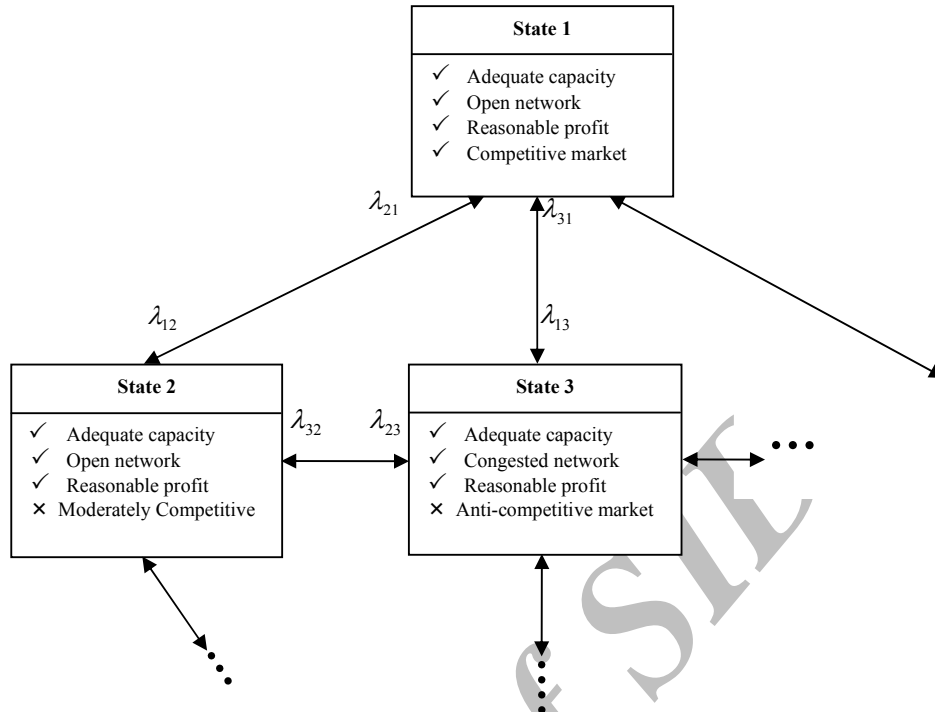 State 1
✓ Adequate capacity
✓ Open network
✓ Reasonable profit
✓ Competitive market
λ21
λ31
λ12
λ13
State 2
✓ Adequate capacity
✓ Open network
✓ Reasonable profit
× Moderately Competitive
λ32
λ23
State 3
✓ Adequate capacity
✓ Congested network
✓ Reasonable profit
× Anti-competitive market
f SID